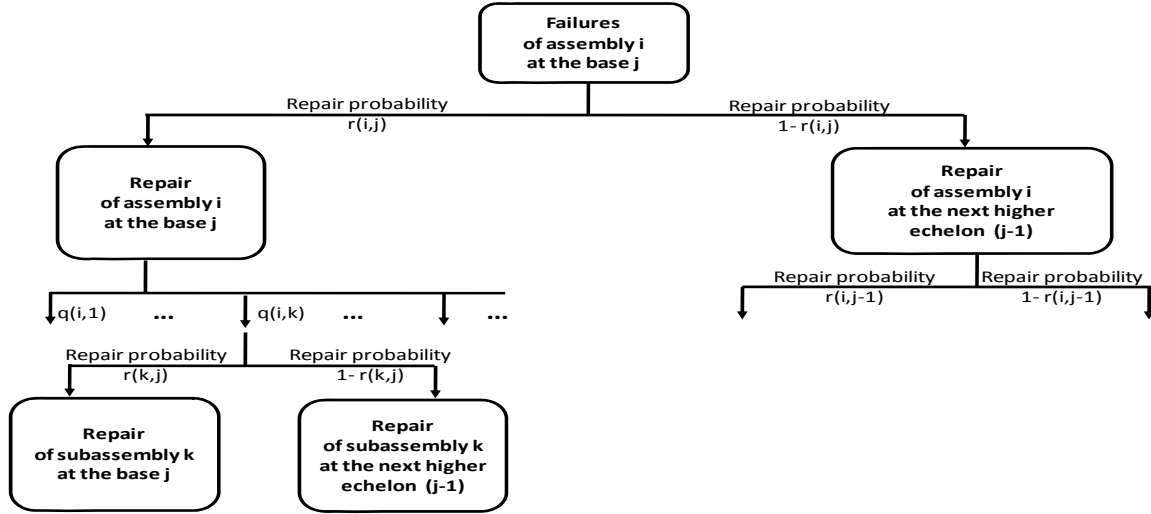 Failures
of assembly i
at the base j
Repair probability
r(i,j)
Repair probability
1- r(i,j)
Repair
of assembly i
at the base j
Repair
of assembly i
at the next higher
echelon (j-1)
Repair probability
r(i,j-1)
Repair probability
1- r(i,j-1)
q(i,1) ... q(i,k) ... ...
Repair probability
r(k,j)
Repair probability
1- r(k,j)
Repair
of subassembly k
at the base j
Repair
of subassembly k
at the next higher
echelon (j-1)